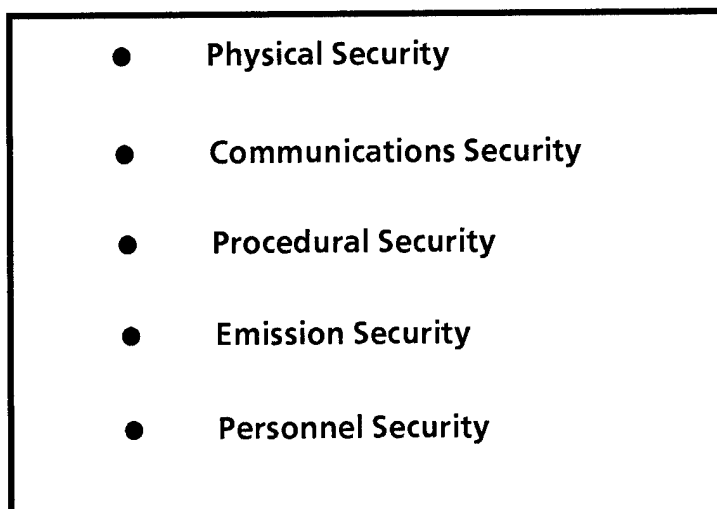 ● Physical Security
● Communications Security
● Procedural Security
● Emission Security
● Personnel Security